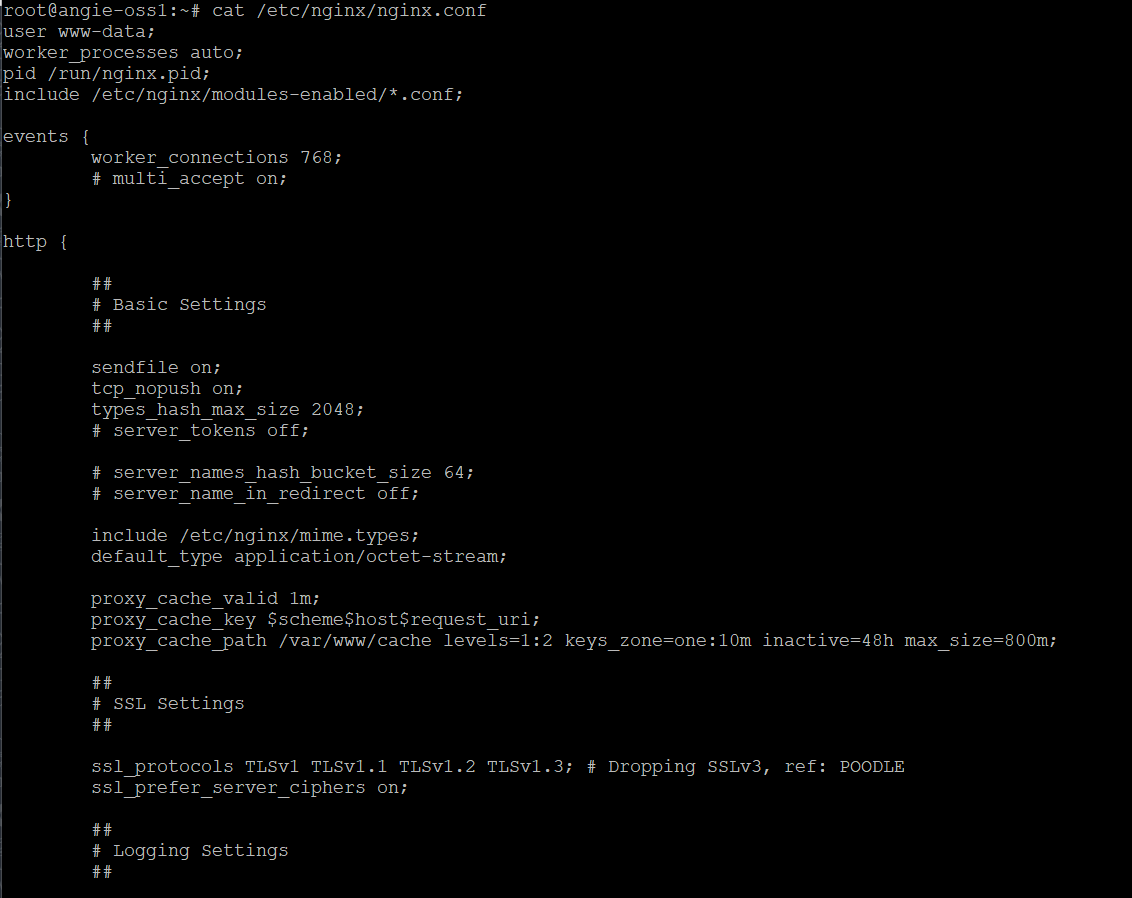 root@angie-oss1:~# cat /etc/nginx/nginx.conf
user www-data;
worker_processes auto;
pid /run/nginx.pid;
include /etc/nginx/modules-enabled/*.conf;

events {
        worker_connections 768;
        # multi_accept on;
}

http {

        ##
        # Basic Settings
        ##

        sendfile on;
        tcp_nopush on;
        types_hash_max_size 2048;
        # server_tokens off;

        # server_names_hash_bucket_size 64;
        # server_name_in_redirect off;

        include /etc/nginx/mime.types;
        default_type application/octet-stream;

        proxy_cache_valid 1m;
        proxy_cache_key $scheme$host$request_uri;
        proxy_cache_path /var/www/cache levels=1:2 keys_zone=one:10m inactive=48h max_size=800m;

        ##
        # SSL Settings
        ##

        ssl_protocols TLSv1 TLSv1.1 TLSv1.2 TLSv1.3; # Dropping SSLv3, ref: POODLE
        ssl_prefer_server_ciphers on;

        ##
        # Logging Settings
        ##